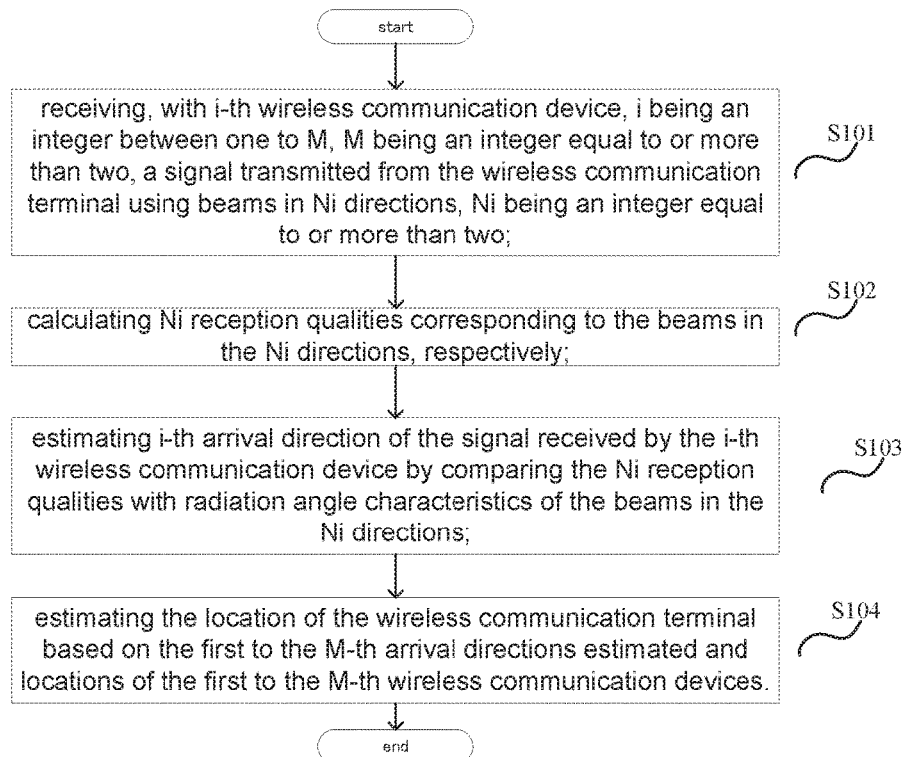 start
receiving, with i-th wireless communication device, i being an
integer between one to M, M being an integer equal to or more
than two, a signal transmitted from the wireless communication
terminal using beams in Ni directions, Ni being an integer equal
to or more than two;
S101
calculating Ni reception qualities corresponding to the beams in
the Ni directions, respectively;
S102
estimating i-th arrival direction of the signal received by the i-th
wireless communication device by comparing the Ni reception
qualities with radiation angle characteristics of the beams in the
Ni directions;
S103
estimating the location of the wireless communication terminal
based on the first to the M-th arrival directions estimated and
locations of the first to the M-th wireless communication devices.
S104
end